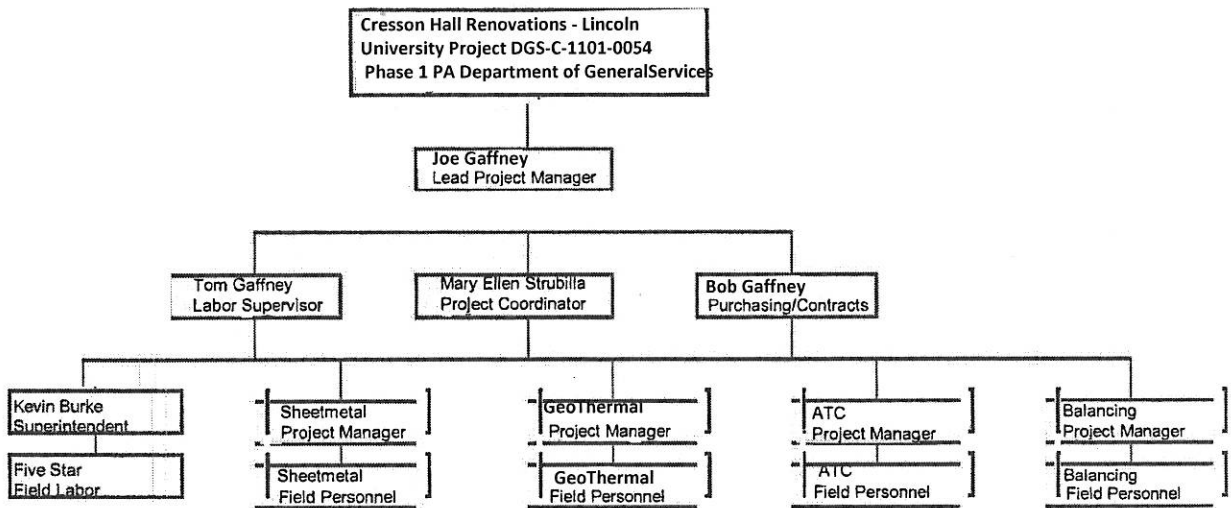 Cresson Hall Renovations - Lincoln
University Project DGS-C-1101-0054
Phase 1 PA Department of GeneralServices
Joe Gaffney
Lead Project Manager
Tom Gaffney
Labor Supervisor
Mary Ellen Strubilla
Project Coordinator
Bob Gaffney
Purchasing/Contracts
Kevin Burke
Superintendent
Sheetmetal
Project Manager
GeoThermal
Project Manager
ATC
Project Manager
Balancing
Project Manager
Five Star
Field Labor
Sheetmetal
Field Personnel
GeoThermal
Field Personnel
ATC
Field Personnel
Balancing
Field Personnel